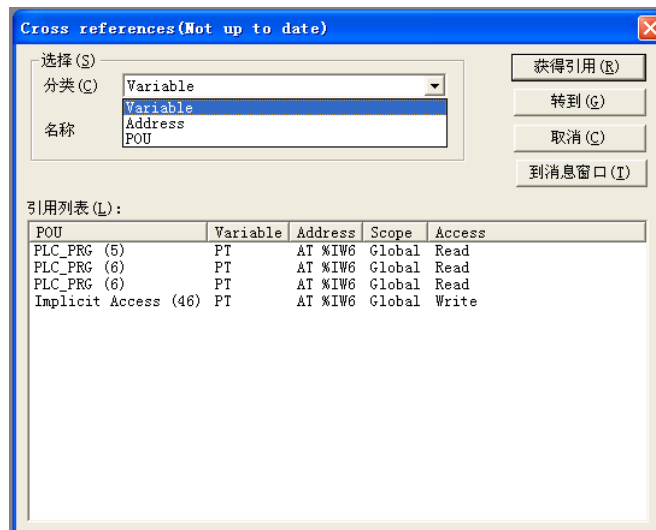 Cross references(Not up to date)
选择(S)
分类(C) Variable
Variable
Address
POU
名称
获得引用(R)
转到(G)
取消(C)
到消息窗口(I)
引用列表(L):
POU Variable Address Scope Access
PLC_PRG (5) PT AT %IW6 Global Read
PLC_PRG (6) PT AT %IW6 Global Read
PLC_PRG (6) PT AT %IW6 Global Read
Implicit Access (46) PT AT %IW6 Global Write